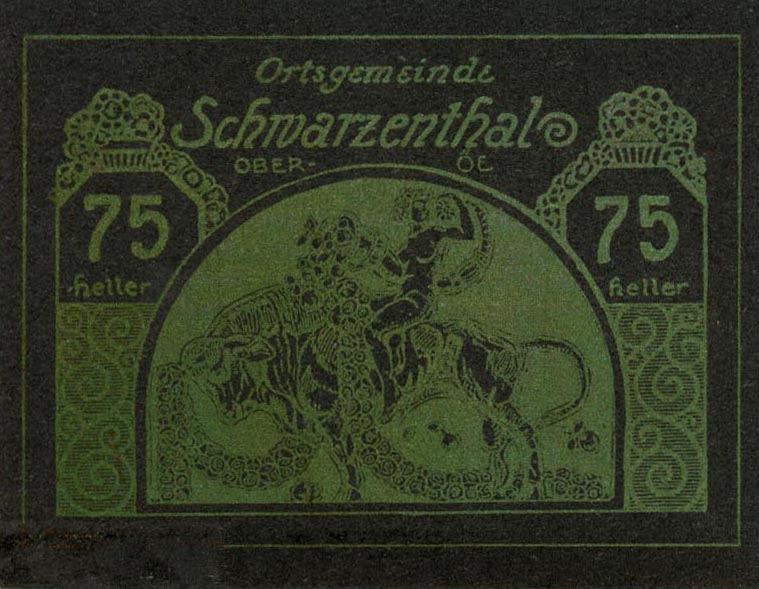 Ortsgemeinde
Schwarzenthal
OBER- ÖE
75 75
heller heller